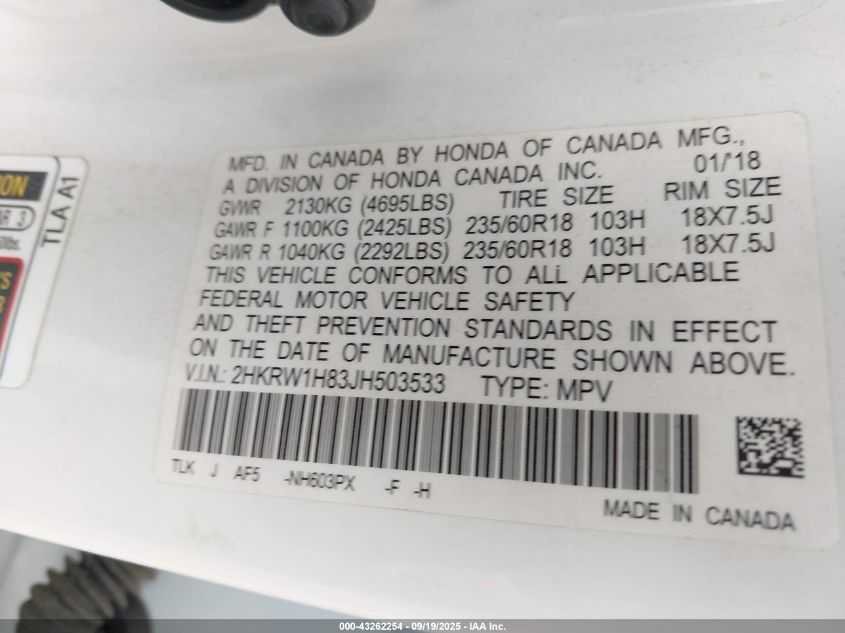 MFD. IN CANADA BY HONDA OF CANADA MFG.,
A DIVISION OF HONDA CANADA INC. 01/18
GVWR 2130KG (4695LBS) TIRE SIZE RIM SIZE
GAWR F 1100KG (2425LBS) 235/60R18 103H 18X7.5J
GAWR R 1040KG (2292LBS) 235/60R18 103H 18X7.5J
THIS VEHICLE CONFORMS TO ALL APPLICABLE
FEDERAL MOTOR VEHICLE SAFETY
AND THEFT PREVENTION STANDARDS IN EFFECT
ON THE DATE OF MANUFACTURE SHOWN ABOVE.
V.I.N.: 2HKRW1H83JH503533 TYPE: MPV
TLK J AF5 -NH603PX -F -H
MADE IN CANADA
TLA A1
000-43262254 - 09/19/2025 - IAA Inc.